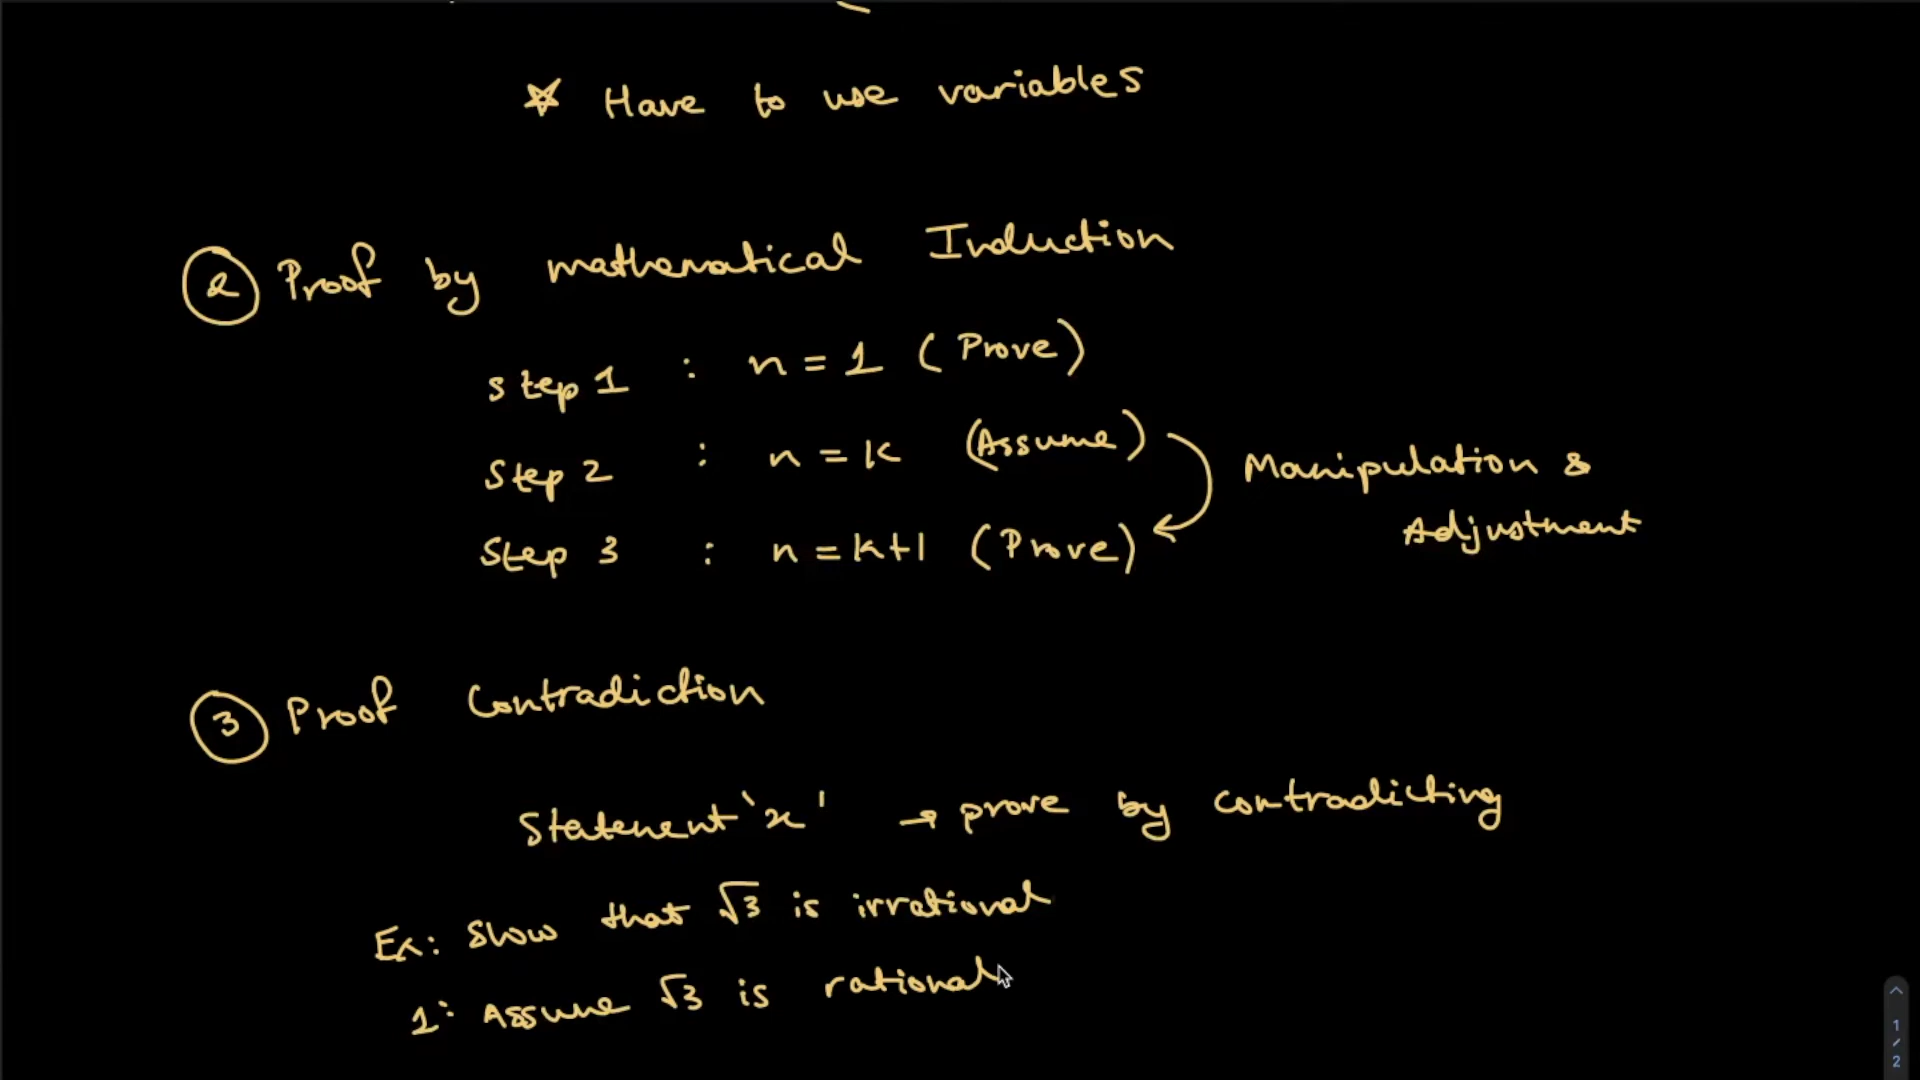 ☆ Have to use variables
② Proof by mathematical Induction
Step 1 : n = 1 (Prove)
Step 2 : n = k (Assume)
Manipulation &
Adjustment
Step 3 : n = k+1 (Prove)
③ Proof Contradiction
Statement 'x' → prove by contradicting
Ex: Show that √3 is irrational
1: Assume √3 is rational
1
/
2